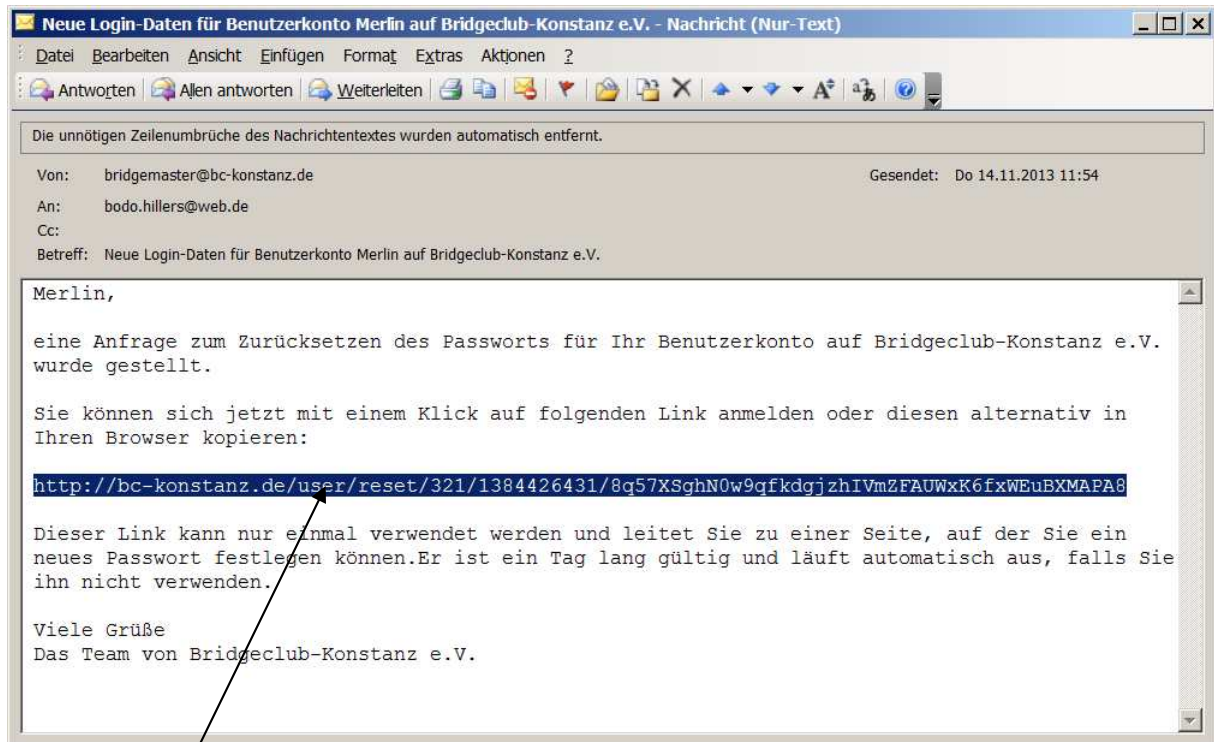 Neue Login-Daten für Benutzerkonto Merlin auf Bridgeclub-Konstanz e.V. - Nachricht (Nur-Text)
Datei Bearbeiten Ansicht Einfügen Format Extras Aktionen ?
Antworten Allen antworten Weiterleiten
Die unnötigen Zeilenumbrüche des Nachrichtentextes wurden automatisch entfernt.
Von: bridgemaster@bc-konstanz.de Gesendet: Do 14.11.2013 11:54
An: bodo.hillers@web.de
Cc:
Betreff: Neue Login-Daten für Benutzerkonto Merlin auf Bridgeclub-Konstanz e.V.
Merlin,
eine Anfrage zum Zurücksetzen des Passworts für Ihr Benutzerkonto auf Bridgeclub-Konstanz e.V.
wurde gestellt.
Sie können sich jetzt mit einem Klick auf folgenden Link anmelden oder diesen alternativ in
Ihren Browser kopieren:
http://bc-konstanz.de/user/reset/321/1384426431/8q57XSghN0w9qfkdgjzhIVmZFAUWxK6fxWEuBXMAPA8
Dieser Link kann nur einmal verwendet werden und leitet Sie zu einer Seite, auf der Sie ein
neues Passwort festlegen können.Er ist ein Tag lang gültig und läuft automatisch aus, falls Sie
ihn nicht verwenden.
Viele Grüße
Das Team von Bridgeclub-Konstanz e.V.